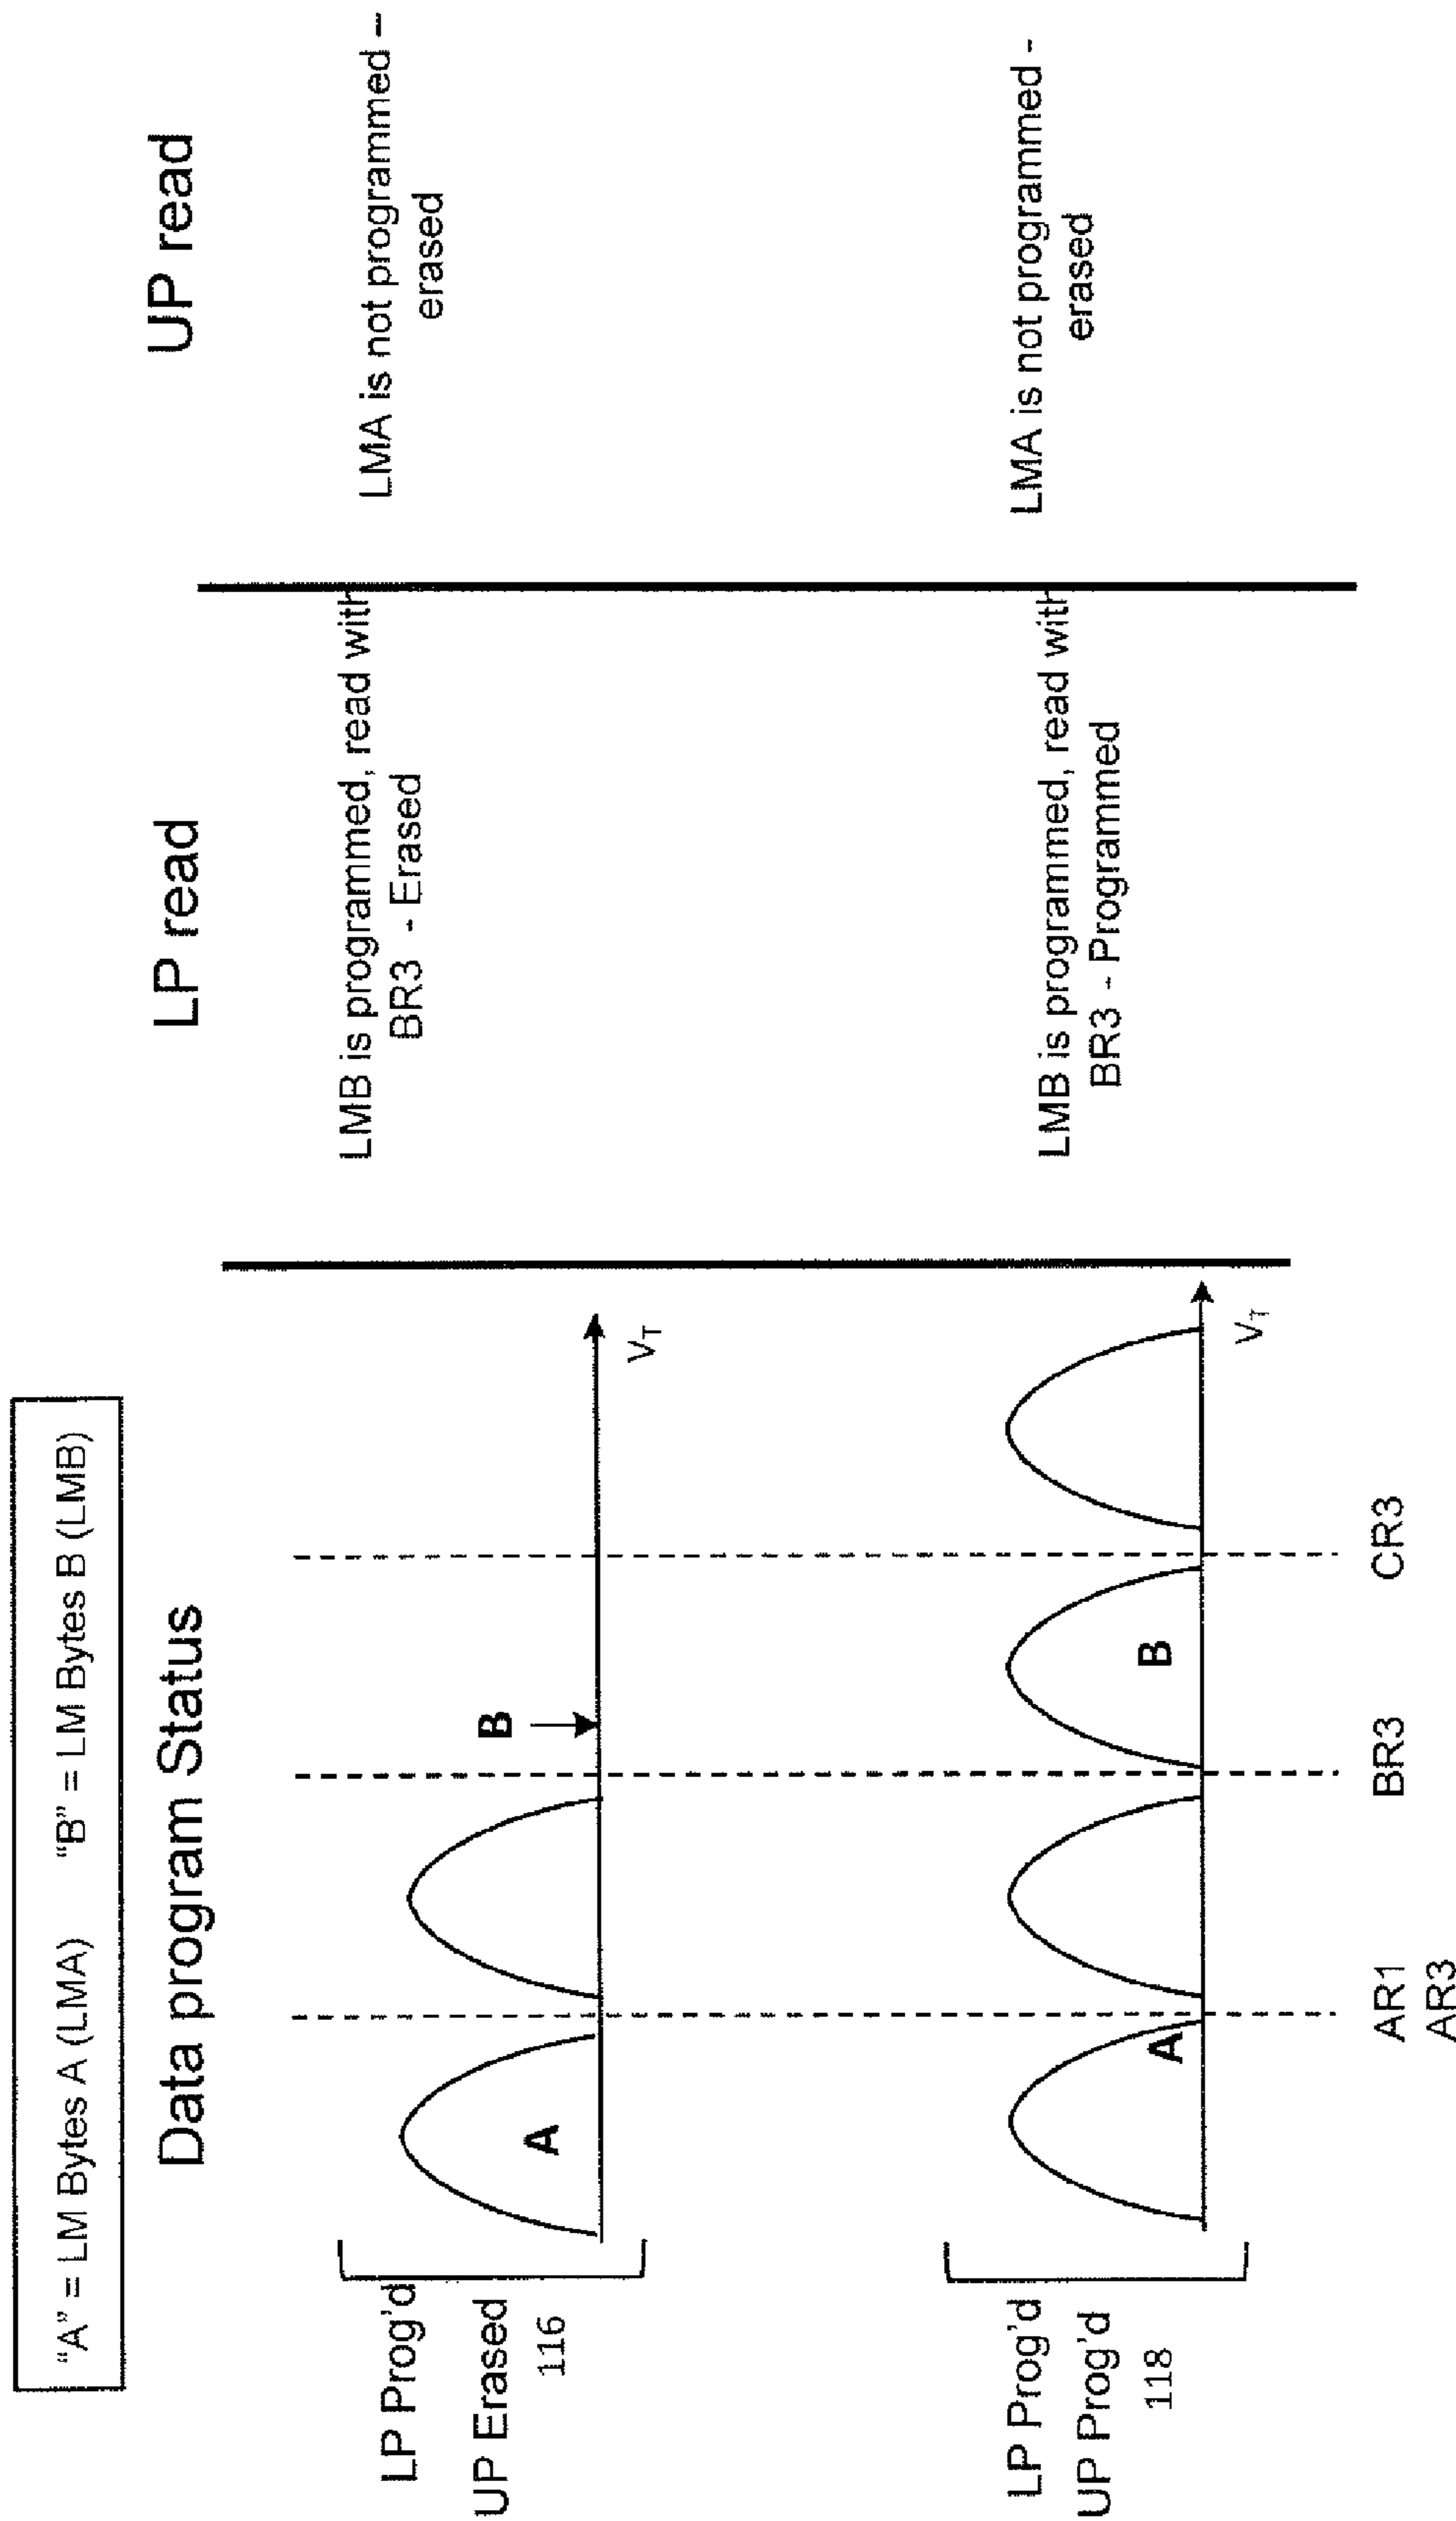 “A” = LM Bytes A (LMA) “B” = LM Bytes B (LMB)
Data program Status
LP read
UP read
LP Prog’d
UP Erased
116
A
B
VT
LMB is programmed, read with
BR3 - Erased
LMA is not programmed –
erased
LP Prog’d
UP Prog’d
118
A
B
VT
LMB is programmed, read with
BR3 - Programmed
LMA is not programmed -
erased
AR1
AR3
BR3
CR3